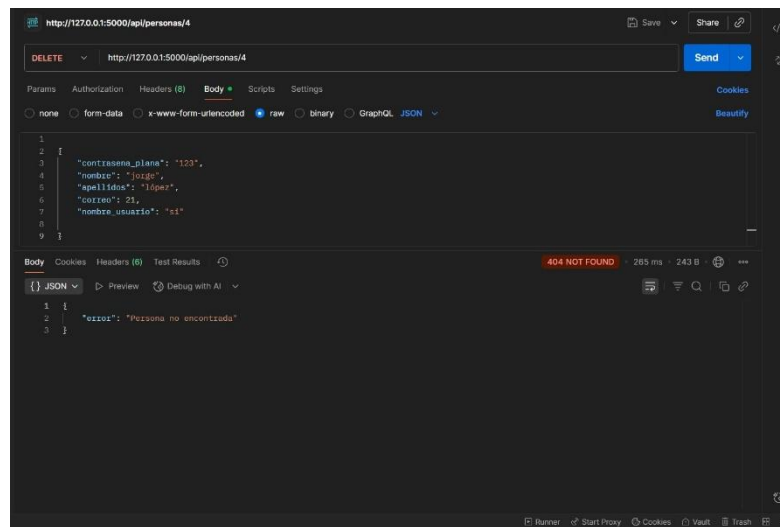 http://127.0.0.1:5000/api/personas/4
Save
Share
DELETE
http://127.0.0.1:5000/api/personas/4
Send
Params Authorization Headers (8) Body Scripts Settings
Cookies
none form-data x-www-form-urlencoded raw binary GraphQL JSON
Beautify
1
2 {
3 "contrasena_plana": "123",
4 "nombre": "jorge",
5 "apellidos": "lópez",
6 "correo": 21,
7 "nombre_usuario": "si"
8
9 }
Body Cookies Headers (6) Test Results
404 NOT FOUND 265 ms 243 B
{} JSON Preview Debug with AI
1 {
2 "error": "Persona no encontrada"
3 }
Runner Start Proxy Cookies Vault Trash